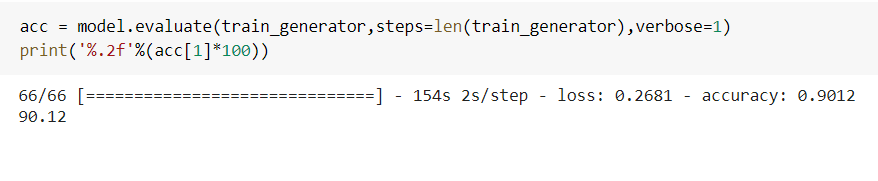 acc = model.evaluate(train_generator,steps=len(train_generator),verbose=1)
print('%.2f'%(acc[1]*100))
66/66 [==============================] - 154s 2s/step - loss: 0.2681 - accuracy: 0.9012
90.12